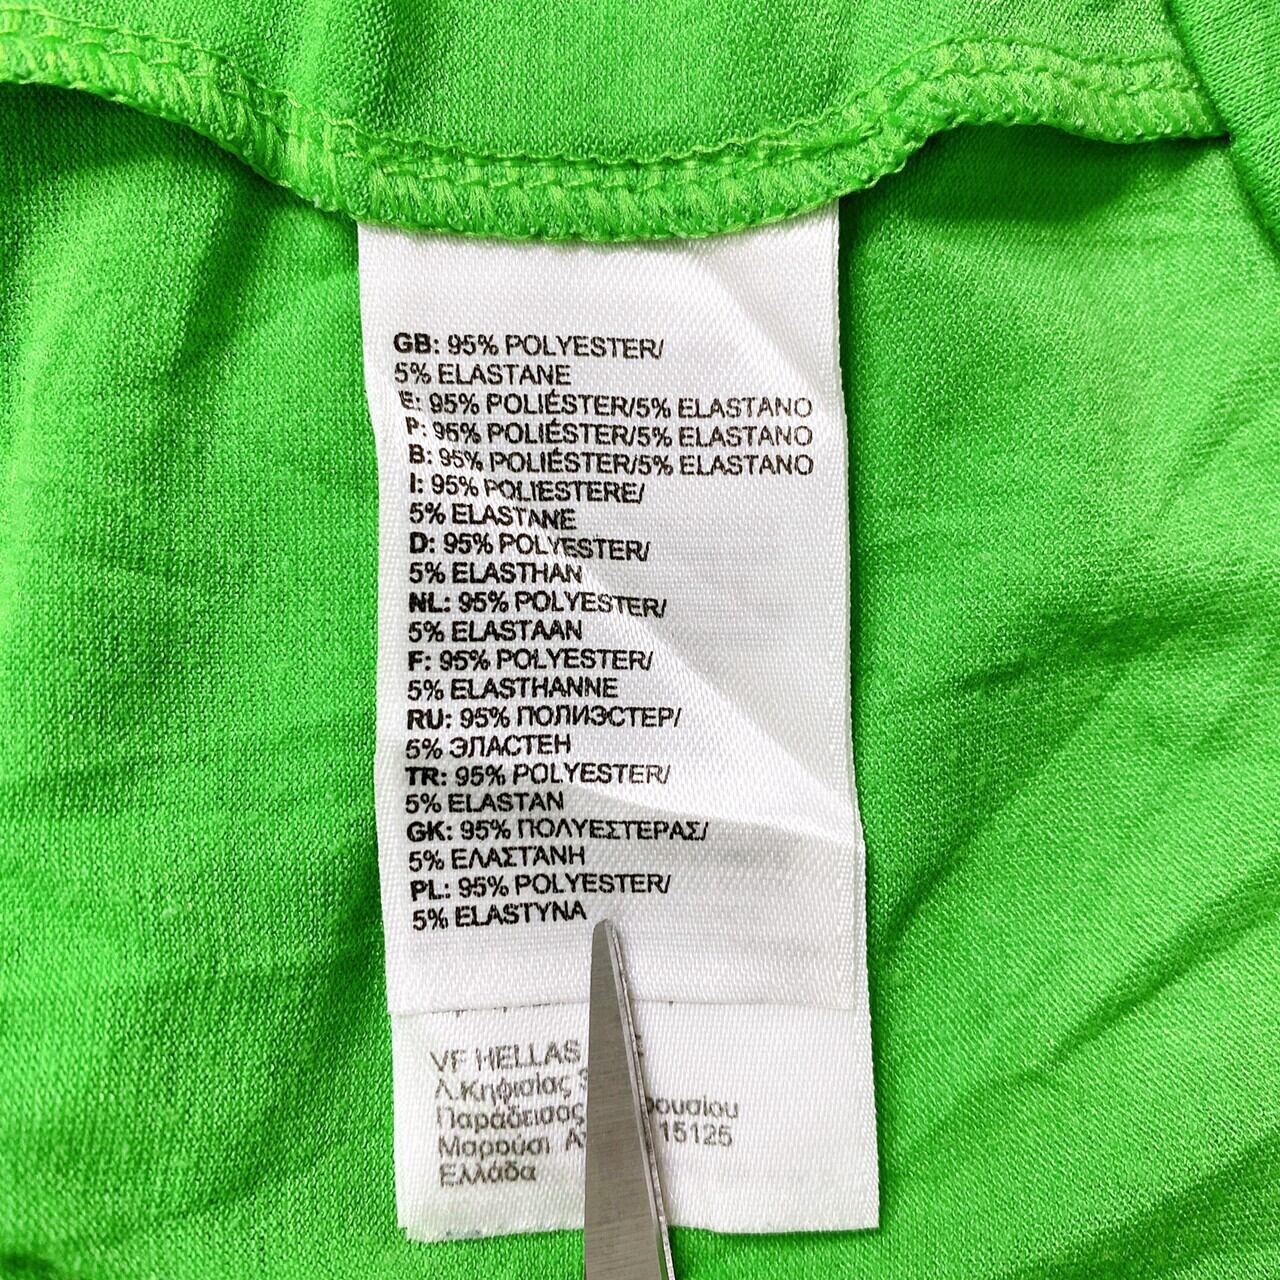 GB: 95% POLYESTER/
5% ELASTANE
E: 95% POLIÉSTER/5% ELASTANO
P: 95% POLIÉSTER/5% ELASTANO
B: 95% POLIÉSTER/5% ELASTANO
I: 95% POLIESTERE/
5% ELASTANE
D: 95% POLYESTER/
5% ELASTHAN
NL: 95% POLYESTER/
5% ELASTAAN
F: 95% POLYESTER/
5% ELASTHANNE
RU: 95% ПОЛИЭСТЕР/
5% ЭЛАСТЕН
TR: 95% POLYESTER/
5% ELASTAN
GK: 95% ΠΟΛΥΕΣΤΕΡΑΣ/
5% ΕΛΑΣΤΑΝΗ
PL: 95% POLYESTER/
5% ELASTYNA
VF HELLAS
Λ.Κηφισίας
Παράδεισος
Μαρούσι 15125
Ελλάδα